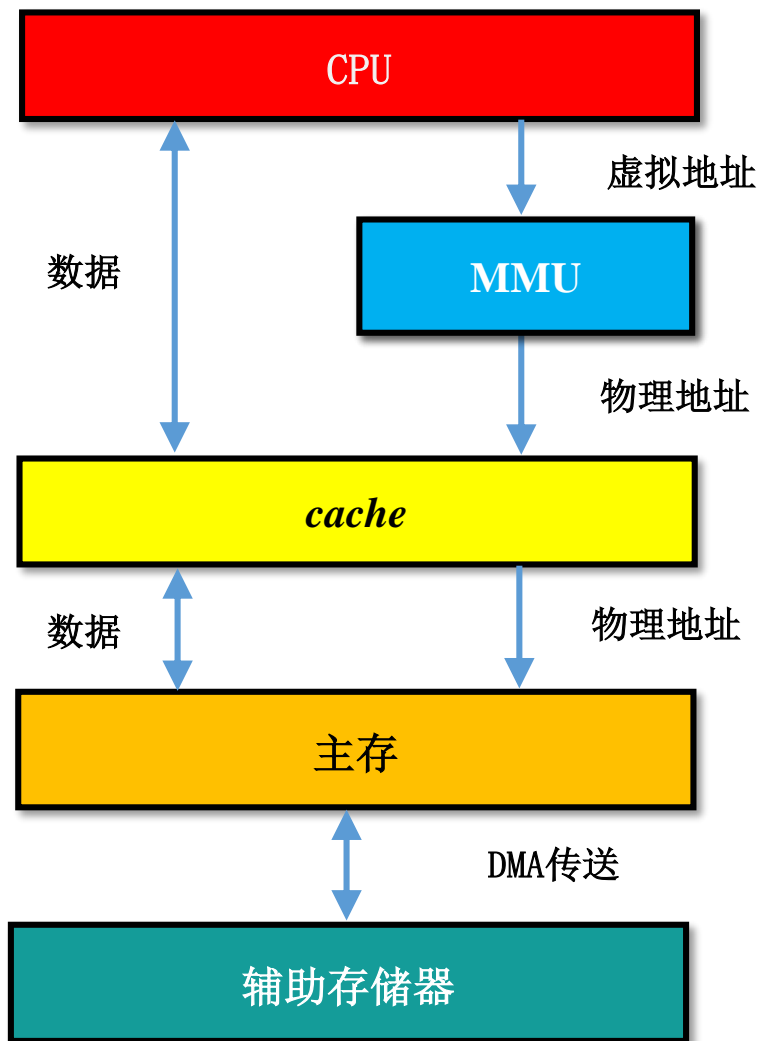 CPU
虚拟地址
数据
MMU
物理地址
cache
数据
物理地址
主存
DMA传送
辅助存储器